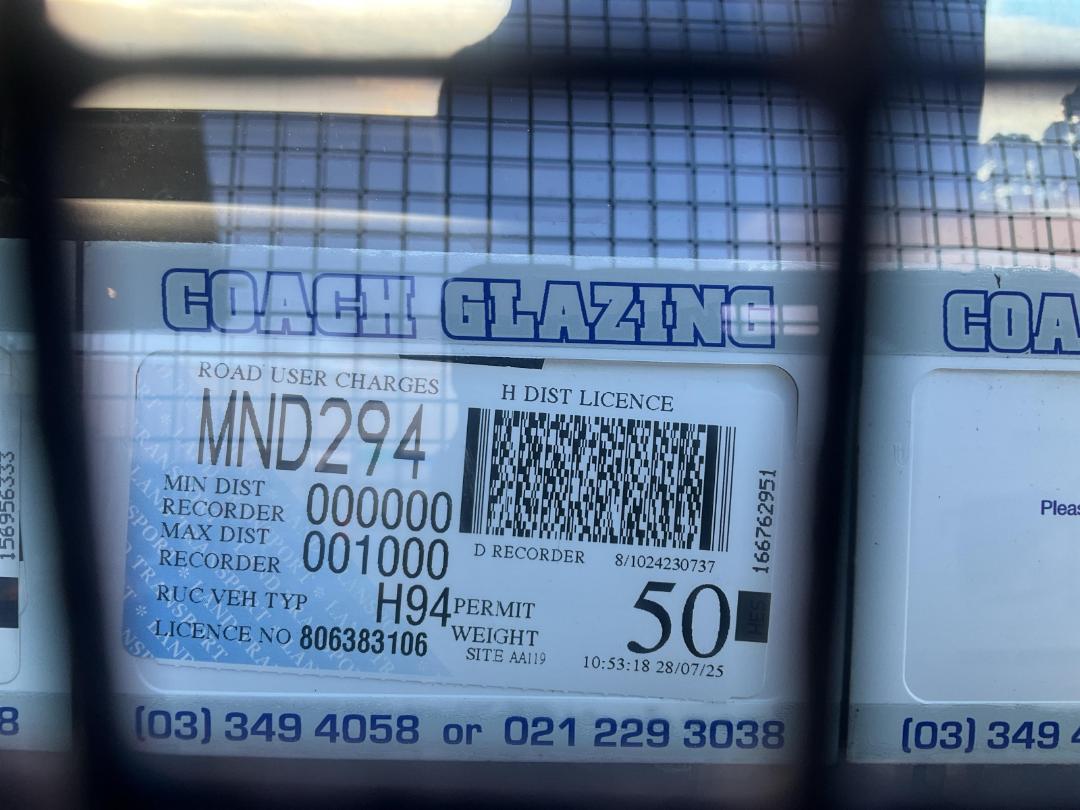 COACH GLAZING
ROAD USER CHARGES
MND294
MIN DIST
RECORDER 000000
MAX DIST
RECORDER 001000
RUC VEH TYP H94
LICENCE NO 806383106
H DIST LICENCE
D RECORDER 8/1024230737
PERMIT
WEIGHT 50
SITE AA119
10:53:18 28/07/25
166762951
(03) 349 4058 or 021 229 3038
156956333
8
COA
Pleas
(03) 349 4